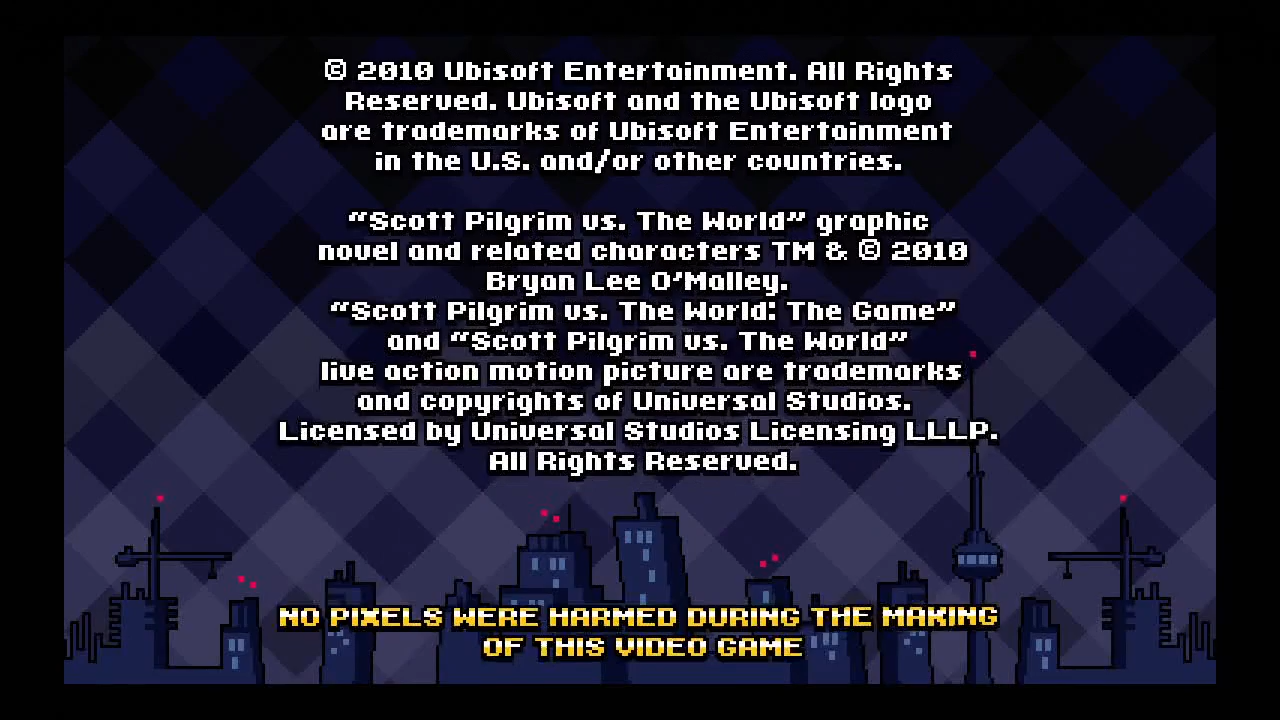 © 2010 Ubisoft Entertainment. All Rights
Reserved. Ubisoft and the Ubisoft logo
are trademarks of Ubisoft Entertainment
in the U.S. and/or other countries.
“Scott Pilgrim vs. The World” graphic
novel and related characters TM & © 2010
Bryan Lee O’Malley.
“Scott Pilgrim vs. The World: The Game”
and “Scott Pilgrim vs. The World”
live action motion picture are trademarks
and copyrights of Universal Studios.
Licensed by Universal Studios Licensing LLLP.
All Rights Reserved.
NO PIXELS WERE HARMED DURING THE MAKING
OF THIS VIDEO GAME